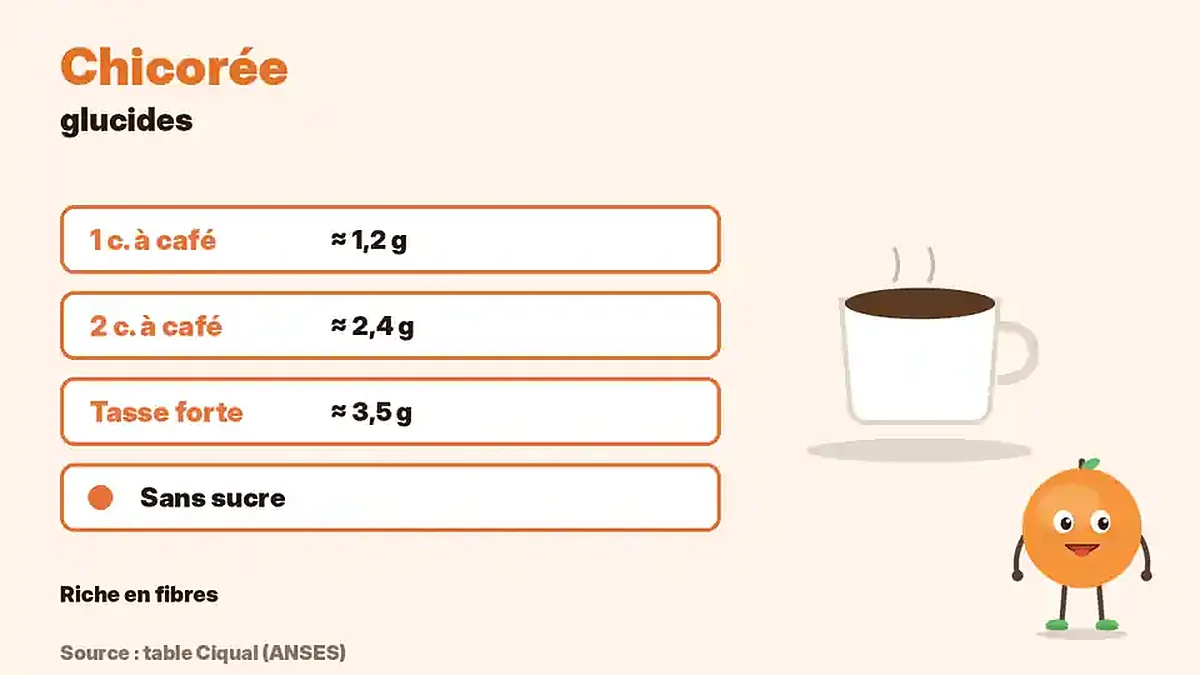 Chicorée
glucides
1 c. à café ≈ 1,2 g
2 c. à café ≈ 2,4 g
Tasse forte ≈ 3,5 g
Sans sucre
Riche en fibres
Source : table Ciqual (ANSES)